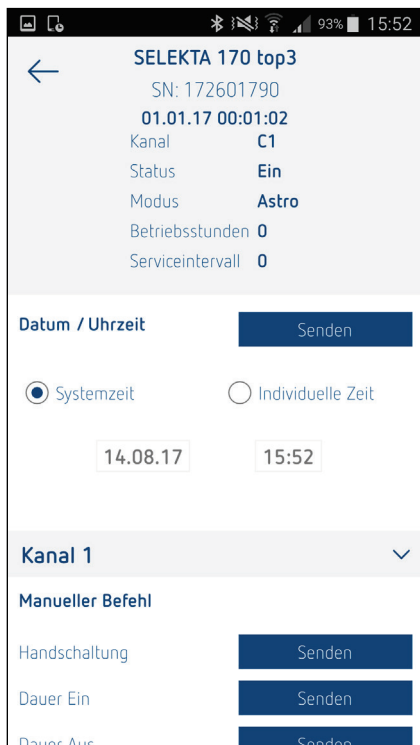 93% 15:52
SELEKTA 170 top3
SN: 172601790
01.01.17 00:01:02
Kanal C1
Status Ein
Modus Astro
Betriebsstunden 0
Serviceintervall 0
Datum / Uhrzeit Senden
Systemzeit Individuelle Zeit
14.08.17 15:52
Kanal 1
Manueller Befehl
Handschaltung Senden
Dauer Ein Senden
Dauer Aus Senden